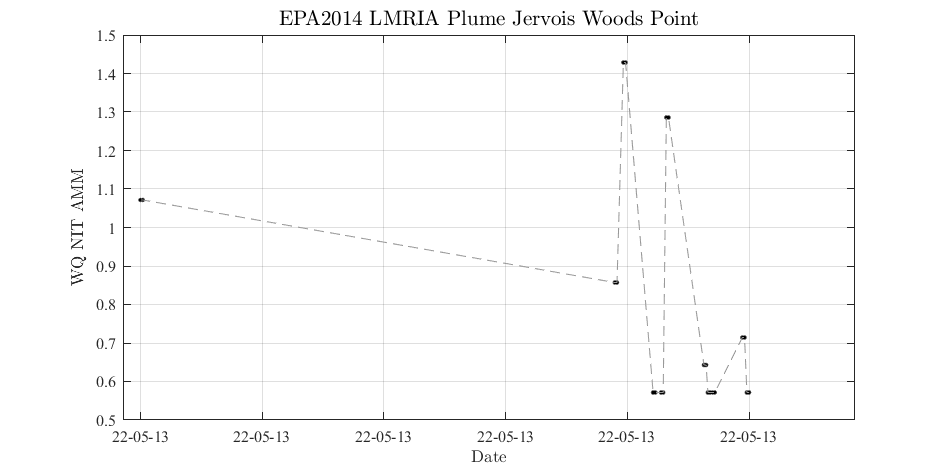 EPA2014 LMRIA Plume Jervois Woods Point
1.5
1.4
1.3
1.2
1.1
1
0.9
0.8
0.7
0.6
0.5
WQ NIT AMM
22-05-13 22-05-13 22-05-13 22-05-13 22-05-13 22-05-13
Date